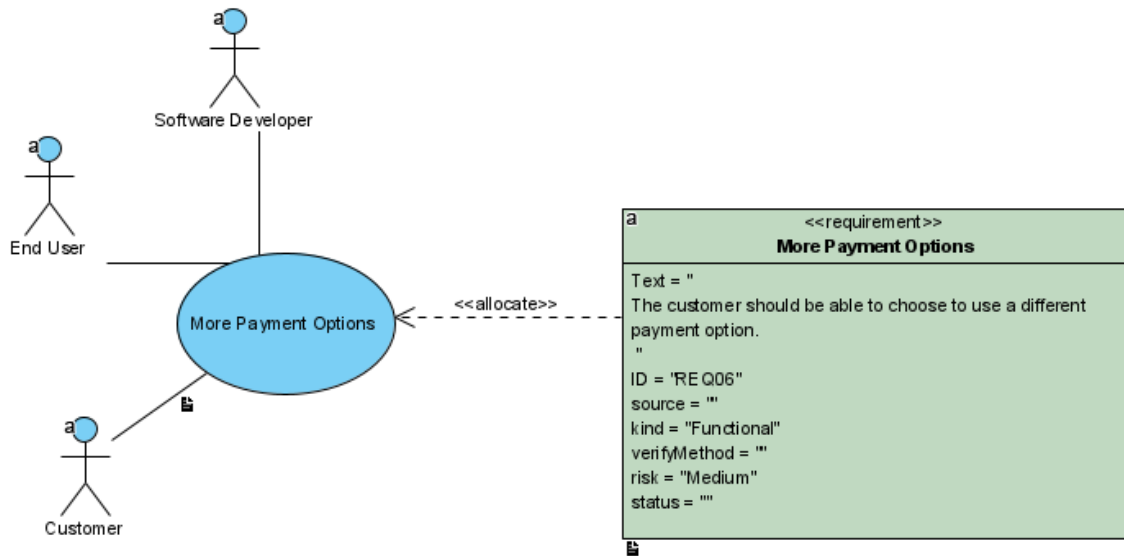 a
Software Developer
a
End User
More Payment Options
<<allocate>>
a
Customer
a
<<requirement>>
More Payment Options
Text = "
The customer should be able to choose to use a different
payment option.
"
ID = "REQ06"
source = ""
kind = "Functional"
verifyMethod = ""
risk = "Medium"
status = ""